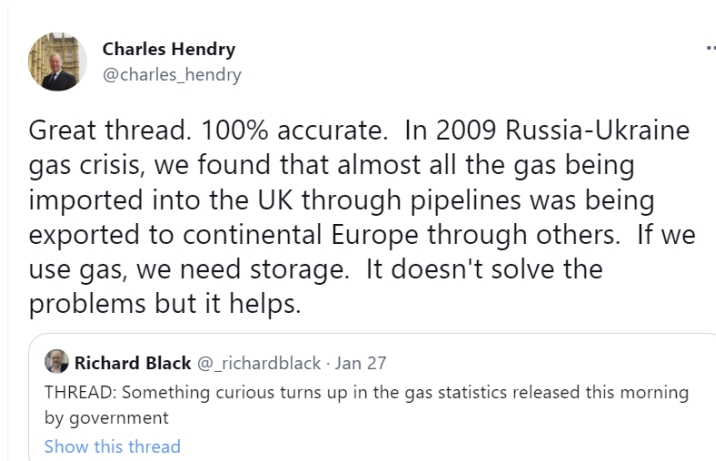 Charles Hendry
@charles_hendry
Great thread. 100% accurate.  In 2009 Russia-Ukraine
gas crisis, we found that almost all the gas being
imported into the UK through pipelines was being
exported to continental Europe through others.  If we
use gas, we need storage.  It doesn't solve the
problems but it helps.
Richard Black @_richardblack · Jan 27
THREAD: Something curious turns up in the gas statistics released this morning
by government
Show this thread